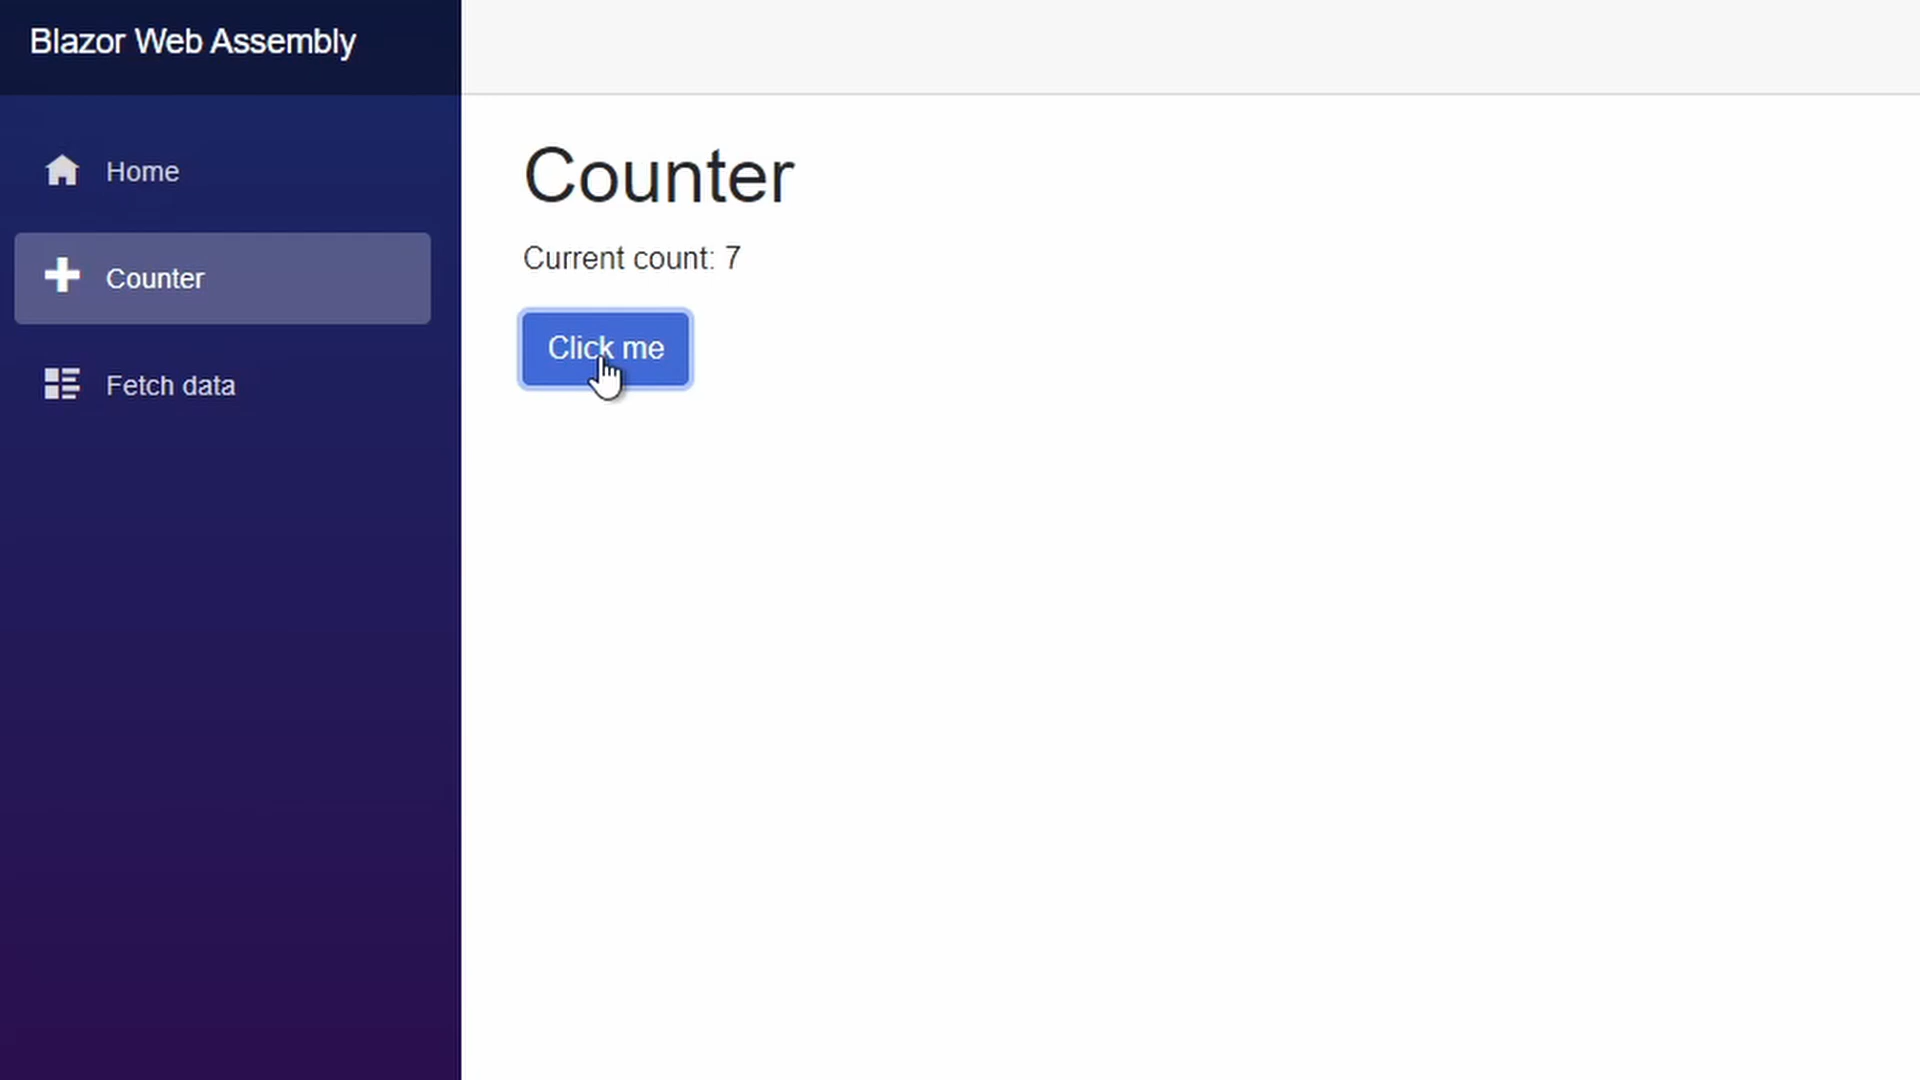 Blazor Web Assembly
Home
Counter
Fetch data
Counter
Current count: 7
Click me